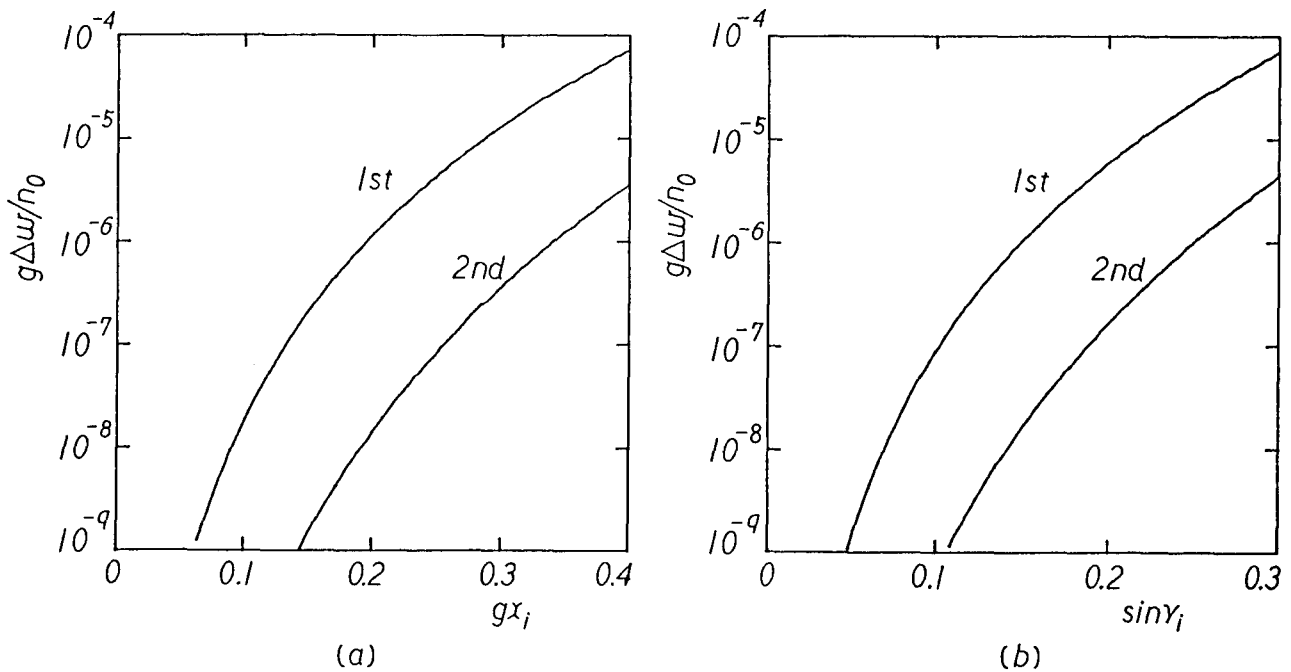 10⁻⁴
10⁻⁵
10⁻⁶
10⁻⁷
10⁻⁸
10⁻⁹
gΔw/n₀
1st
2nd
0 0.1 0.2 0.3 0.4
gxᵢ
(a)
10⁻⁴
10⁻⁵
10⁻⁶
10⁻⁷
10⁻⁸
10⁻⁹
gΔw/n₀
1st
2nd
0 0.1 0.2 0.3
sinγᵢ
(b)